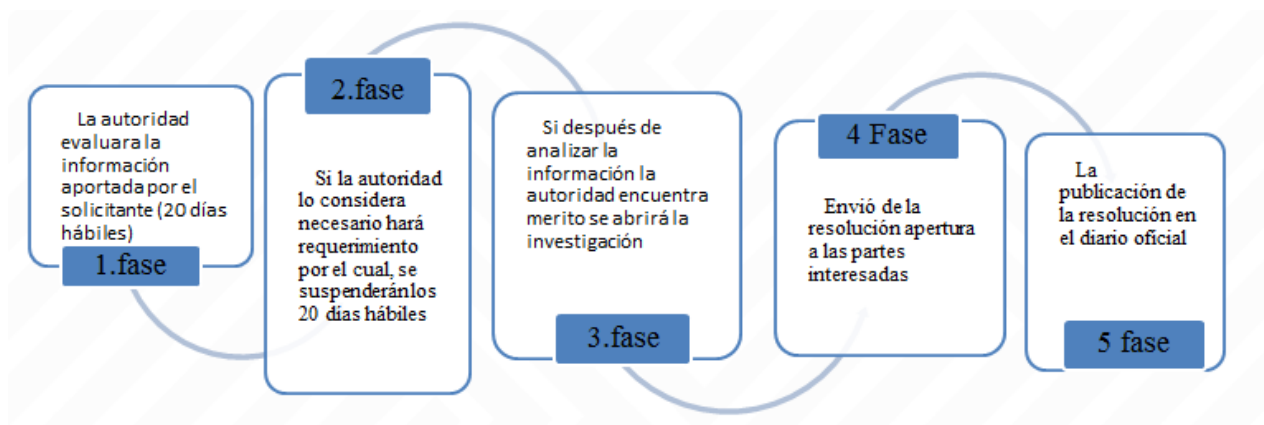 La autoridad
evaluara la
información
aportada por el
solicitante (20 días
hábiles)
1.fase
2.fase
Si la autoridad
lo considera
necesario hará
requerimiento
por el cual, se
suspenderánlos
20 días hábiles
Si después de
analizar la
información la
autoridad encuentra
merito se abrirá la
investigación
3.fase
4 Fase
Envió de la
resolución apertura
a las partes
interesadas
La
publicación de
la resolución en
el diario oficial
5 fase